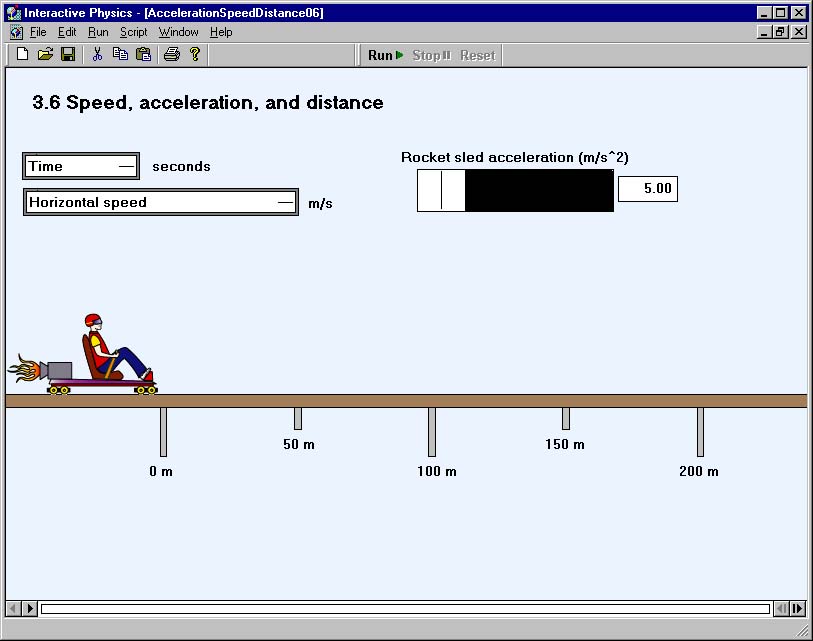 Interactive Physics - [AccelerationSpeedDistance06]
File Edit Run Script Window Help
Run Stop Reset
3.6 Speed, acceleration, and distance
Time — seconds
Horizontal speed — m/s
Rocket sled acceleration (m/s^2)
5.00
50 m 150 m
0 m 100 m 200 m